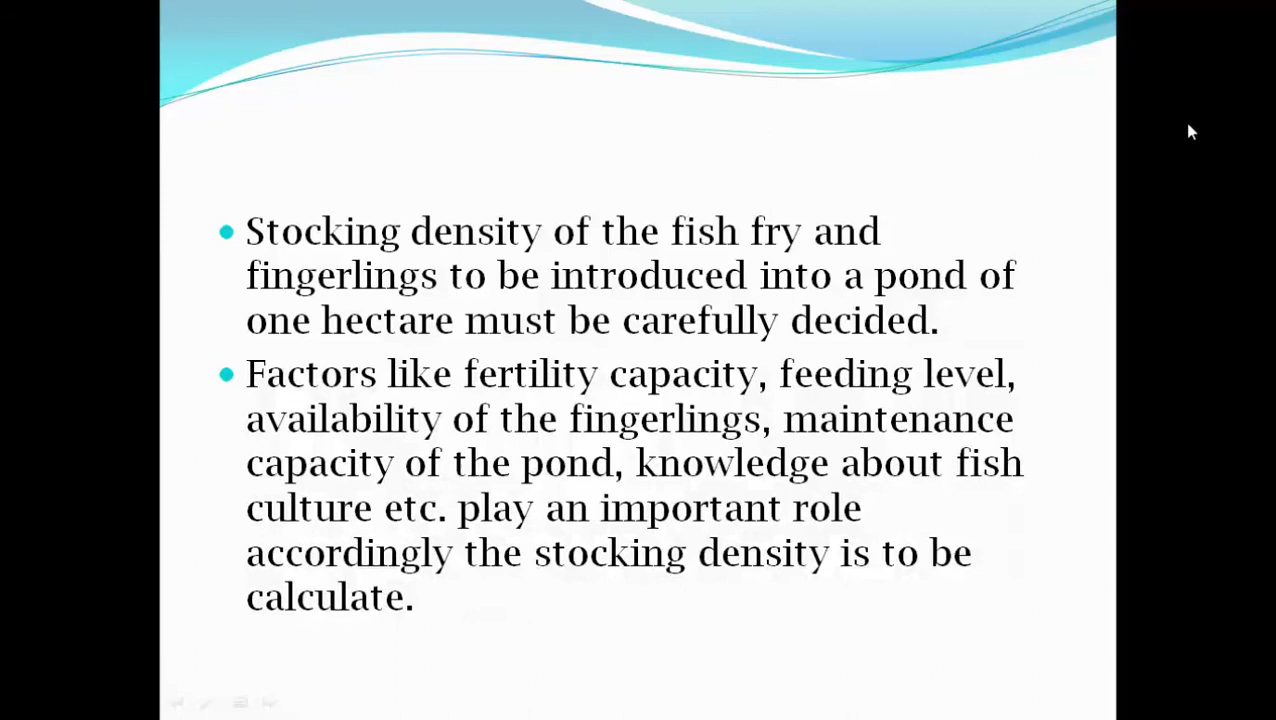 Stocking density of the fish fry and
fingerlings to be introduced into a pond of
one hectare must be carefully decided.
Factors like fertility capacity, feeding level,
availability of the fingerlings, maintenance
capacity of the pond, knowledge about fish
culture etc. play an important role
accordingly the stocking density is to be
calculate.